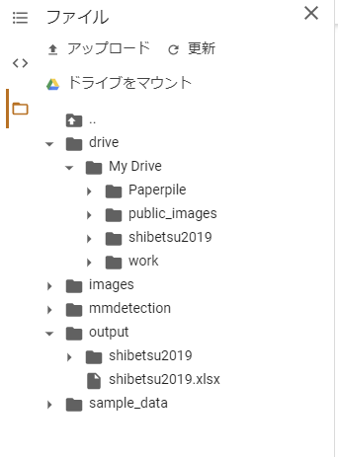 ファイル
アップロード 更新
ドライブをマウント
..
drive
My Drive
Paperpile
public_images
shibetsu2019
work
images
mmdetection
output
shibetsu2019
shibetsu2019.xlsx
sample_data